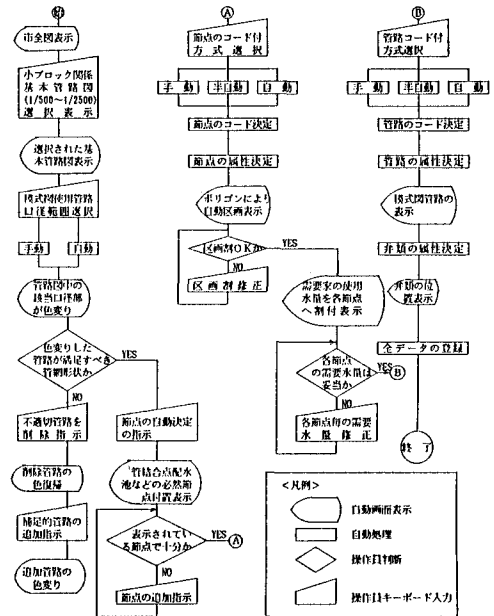 始
市全図表示
小ブロック関係
基本管路図
(1/500〜1/2500)
選択表示
選択された基
本管路図表示
模式図使用管路
口径範囲選択
手動
自動
管路図中の
該当口径部
が色変り
色変りした
管路が満足すべき
管網形状か
YES
NO
不適切管路を
削除指示
削除管路の
色復帰
補足的管路の
追加指示
追加管路の
色変り
節点の自動決定
の指示
管結合点配水
池などの必然節
点付置表示
表示されてい
る節点で十分か
YES
A
NO
節点の追加指示
A
節点のコード付
方式選択
手動
半自動
自動
節点のコード決定
節点の属性決定
ポリゴンにより
自動区画表示
区画割OKか
YES
NO
区画割修正
需要家の使用
水量を各節点
へ割付表示
各節点
の需要水量は
妥当か
YES
B
NO
各節点毎の需要
水量修正
B
管路のコード付
方式選択
手動
半自動
自動
管路のコード決定
管路の属性決定
模式図管路の
表示
弁類の属性決定
弁類の位
置表示
全データの登録
終了
<凡例>
自動画面表示
自動処理
操作員判断
操作員キーボード入力